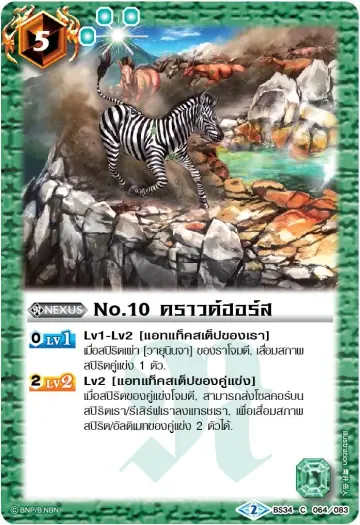 5
NEXUS No.10 คราวด์ฮอร์ส
0 LV1 Lv1-Lv2 [แอทแท็คสเต็ปของเรา]
เมื่อสปิริตเผ่า [วายุนินจา] ของเราโจมตี, เสื่อมสภาพ
สปิริตคู่แข่ง 1 ตัว.
2 LV2 Lv2 [แอทแท็คสเต็ปของคู่แข่ง]
เมื่อสปิริตของคู่แข่งโจมตี, สามารถส่งโซลคอร์บน
สปิริตเรา/รีเสิร์ฟเราลงแทรชเรา, เพื่อเสื่อมสภาพ
สปิริต/อัลติเมทของคู่แข่ง 2 ตัวได้.
illustration
©BNP/B,NBN
2 BS34 C 064/083